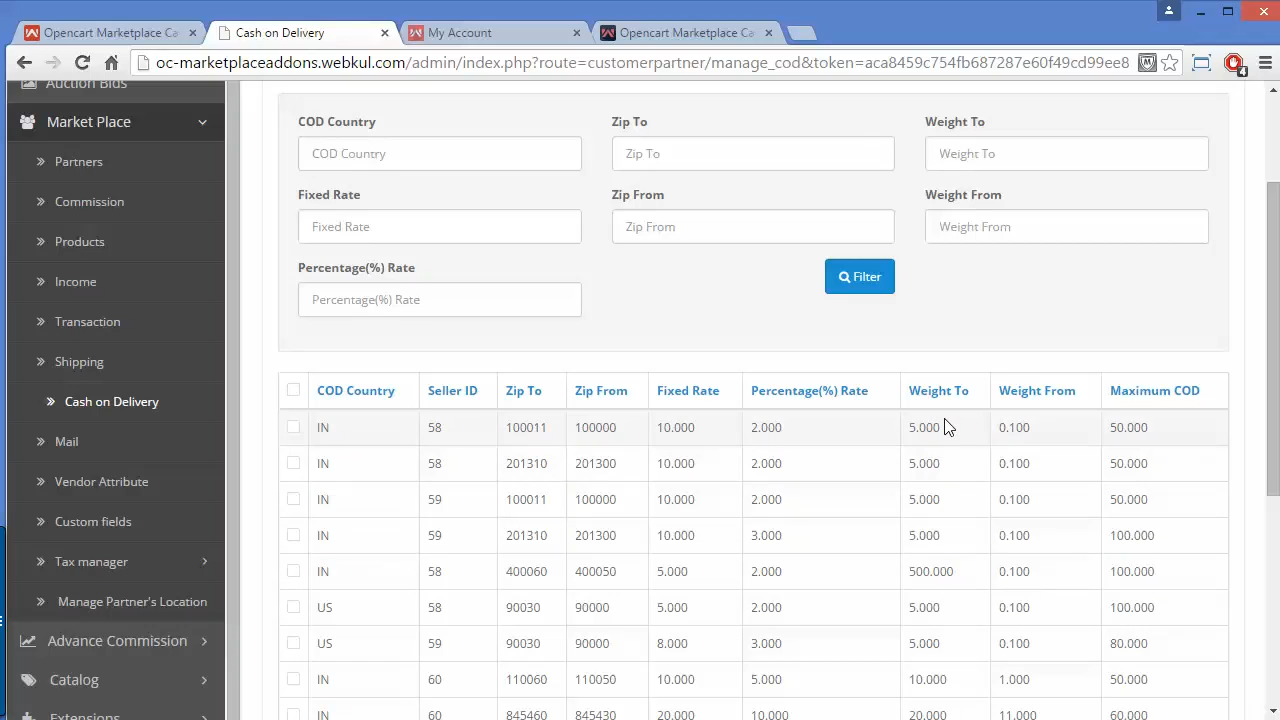 Opencart Marketplace Ca
Cash on Delivery
My Account
Opencart Marketplace Ca
oc-marketplaceaddons.webkul.com/admin/index.php?route=customerpartner/manage_cod&token=aca8459c754fb687287e60f49cd99ee8
4
Auction Bids
Market Place
Partners
Commission
Products
Income
Transaction
Shipping
Cash on Delivery
Mail
Vendor Attribute
Custom fields
Tax manager
Manage Partner's Location
Advance Commission
Catalog
Extensions
COD Country
Zip To
Weight To
COD Country
Zip To
Weight To
Fixed Rate
Zip From
Weight From
Fixed Rate
Zip From
Weight From
Percentage(%) Rate
Filter
Percentage(%) Rate
COD Country Seller ID Zip To Zip From Fixed Rate Percentage(%) Rate Weight To Weight From Maximum COD
IN 58 100011 100000 10.000 2.000 5.000 0.100 50.000
IN 58 201310 201300 10.000 2.000 5.000 0.100 50.000
IN 59 100011 100000 10.000 2.000 5.000 0.100 50.000
IN 59 201310 201300 10.000 3.000 5.000 0.100 100.000
IN 58 400060 400050 5.000 2.000 500.000 0.100 100.000
US 58 90030 90000 5.000 2.000 5.000 0.100 100.000
US 59 90030 90000 8.000 3.000 5.000 0.100 80.000
IN 60 110060 110050 10.000 5.000 10.000 1.000 50.000
IN 60 845460 845430 20.000 10.000 20.000 11.000 60.000